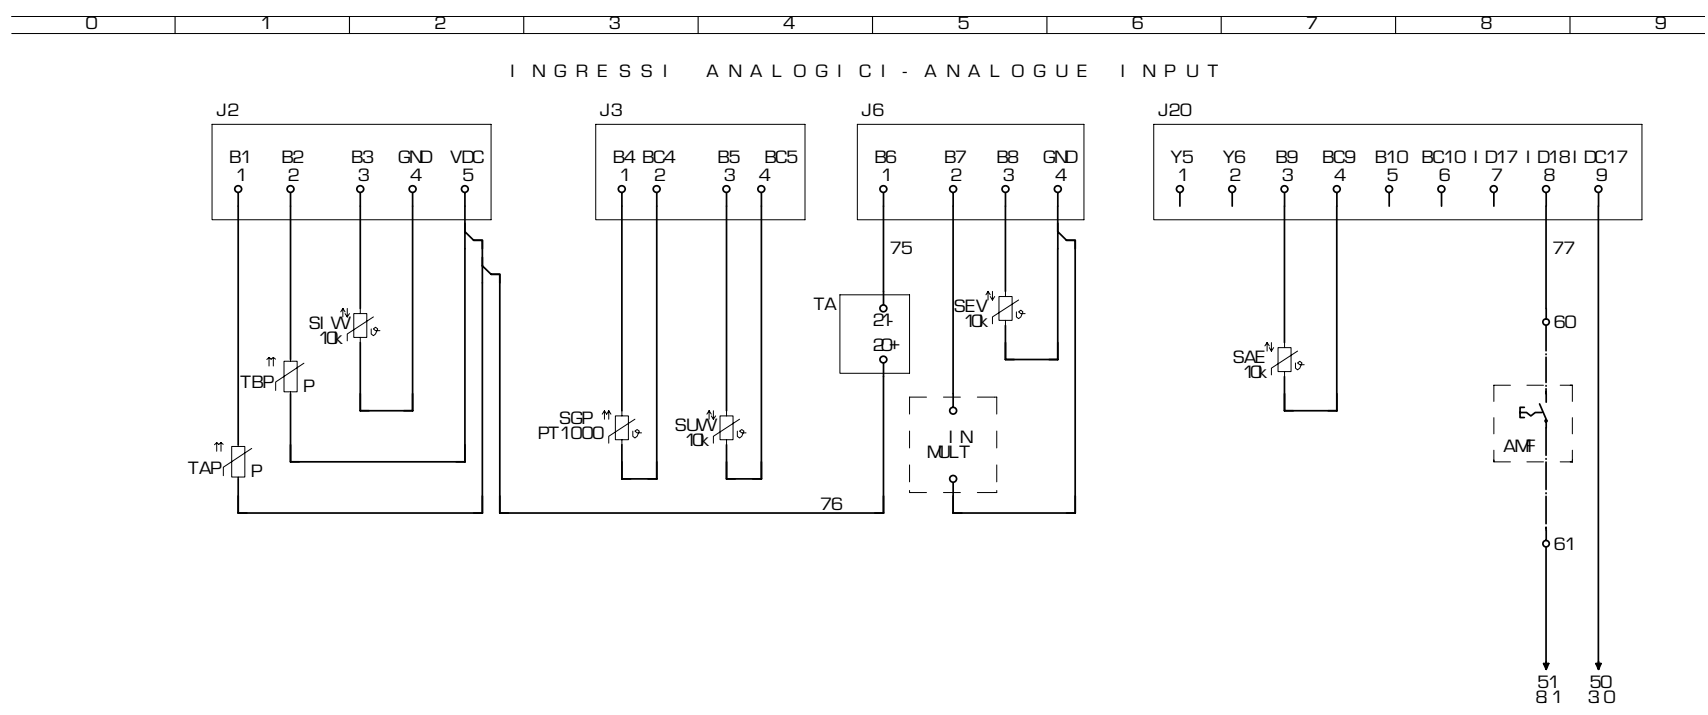 0 1 2 3 4 5 6 7 8 9
INGRESSI ANALOGICI - ANALOGUE INPUT
J2 J3 J6 J20
B1 B2 B3 GND VDC B4 BC4 B5 BC5 B6 B7 B8 GND Y5 Y6 B9 BC9 B10 BC10 ID17 ID18 IDC17
1 2 3 4 5 1 2 3 4 1 2 3 4 1 2 3 4 5 6 7 8 9
75 77
TA
21-
20+
SEV
10k
SIW
10k
60
SAE
10k
TBP P
SGP
PT1000
SUW
10k
IN
MULT
AMF
TAP P
76
61
51 50
8.1 3.0